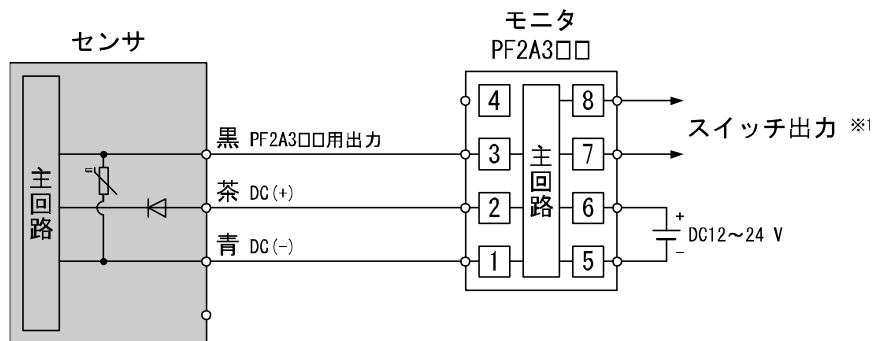 モニタ
PF2A3□□
センサ
主回路
黒 PF2A3□□用出力
茶 DC(+)
青 DC(-)
4
3
2
1
主回路
8
7
6
5
スイッチ出力 ※1
+
DC12～24 V
-